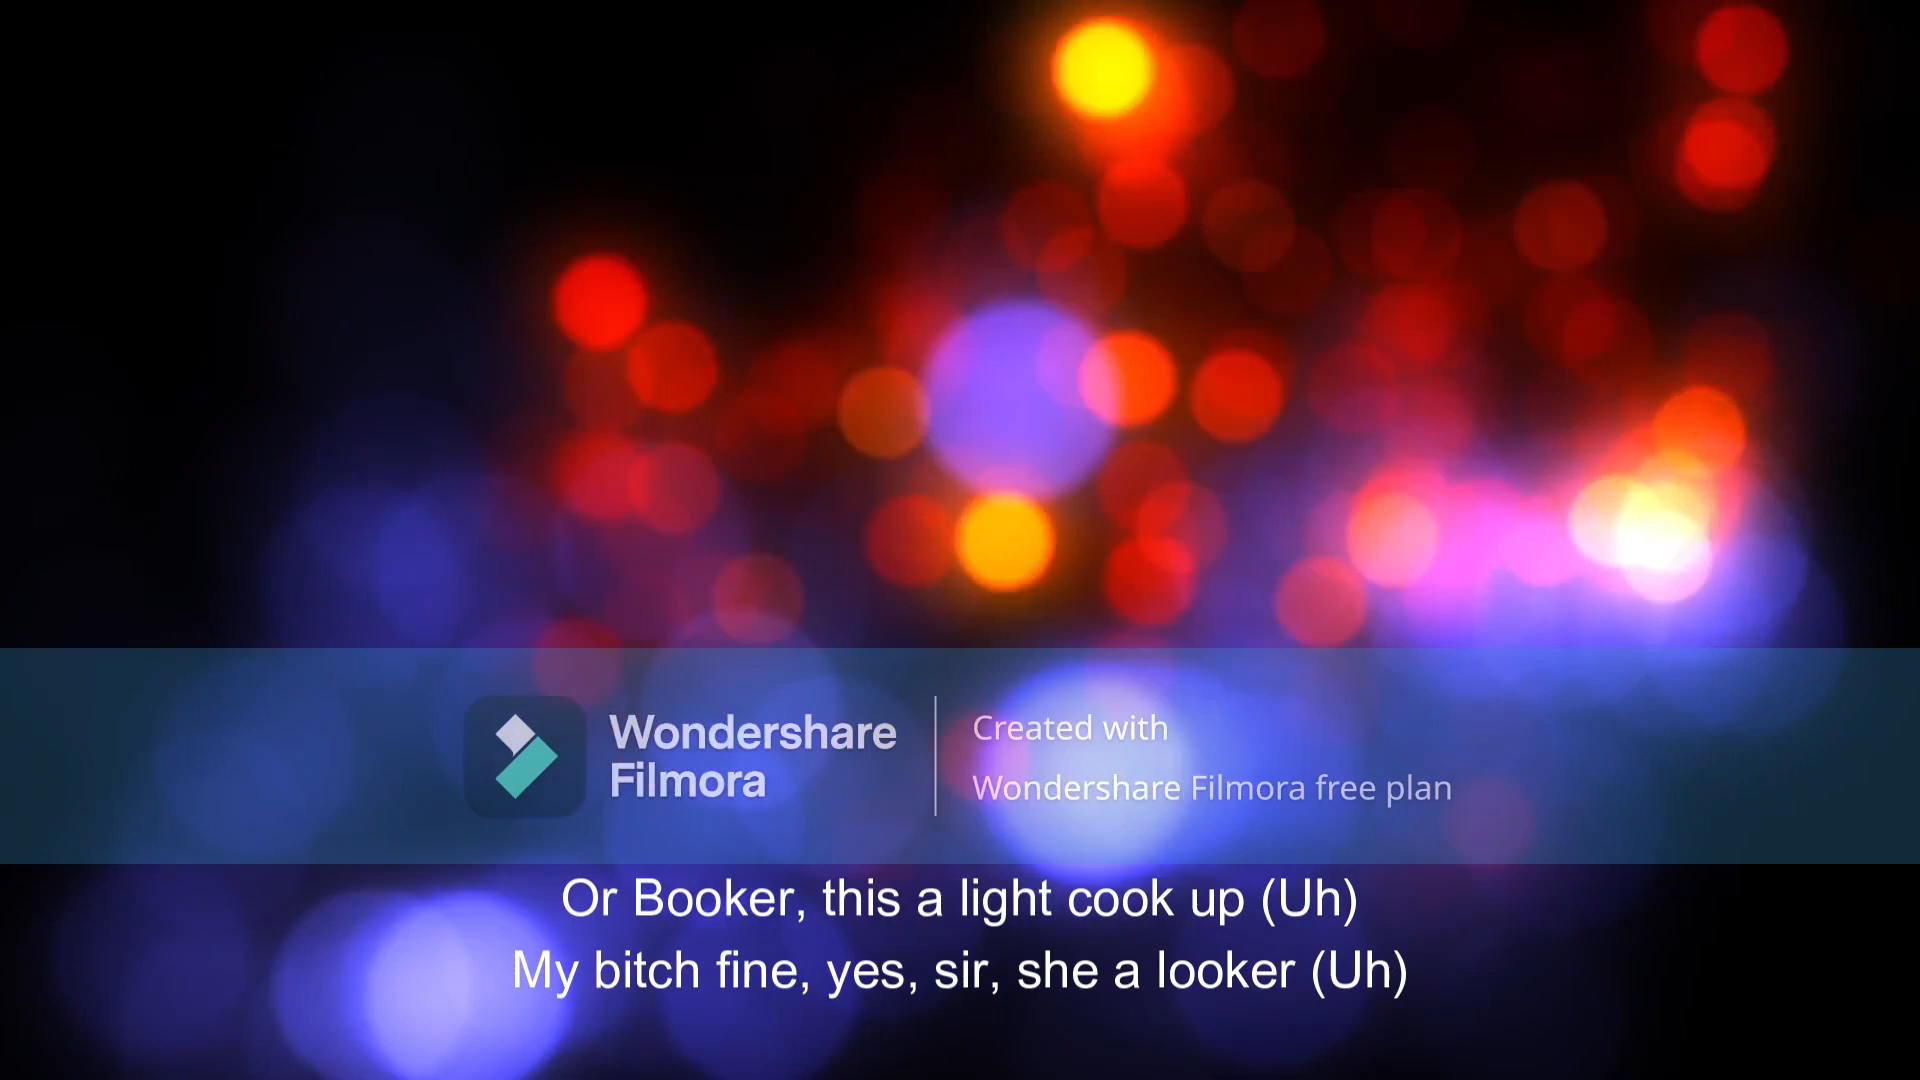 Wondershare
Filmora
Created with
Wondershare Filmora free plan
Or Booker, this a light cook up (Uh)
My bitch fine, yes, sir, she a looker (Uh)